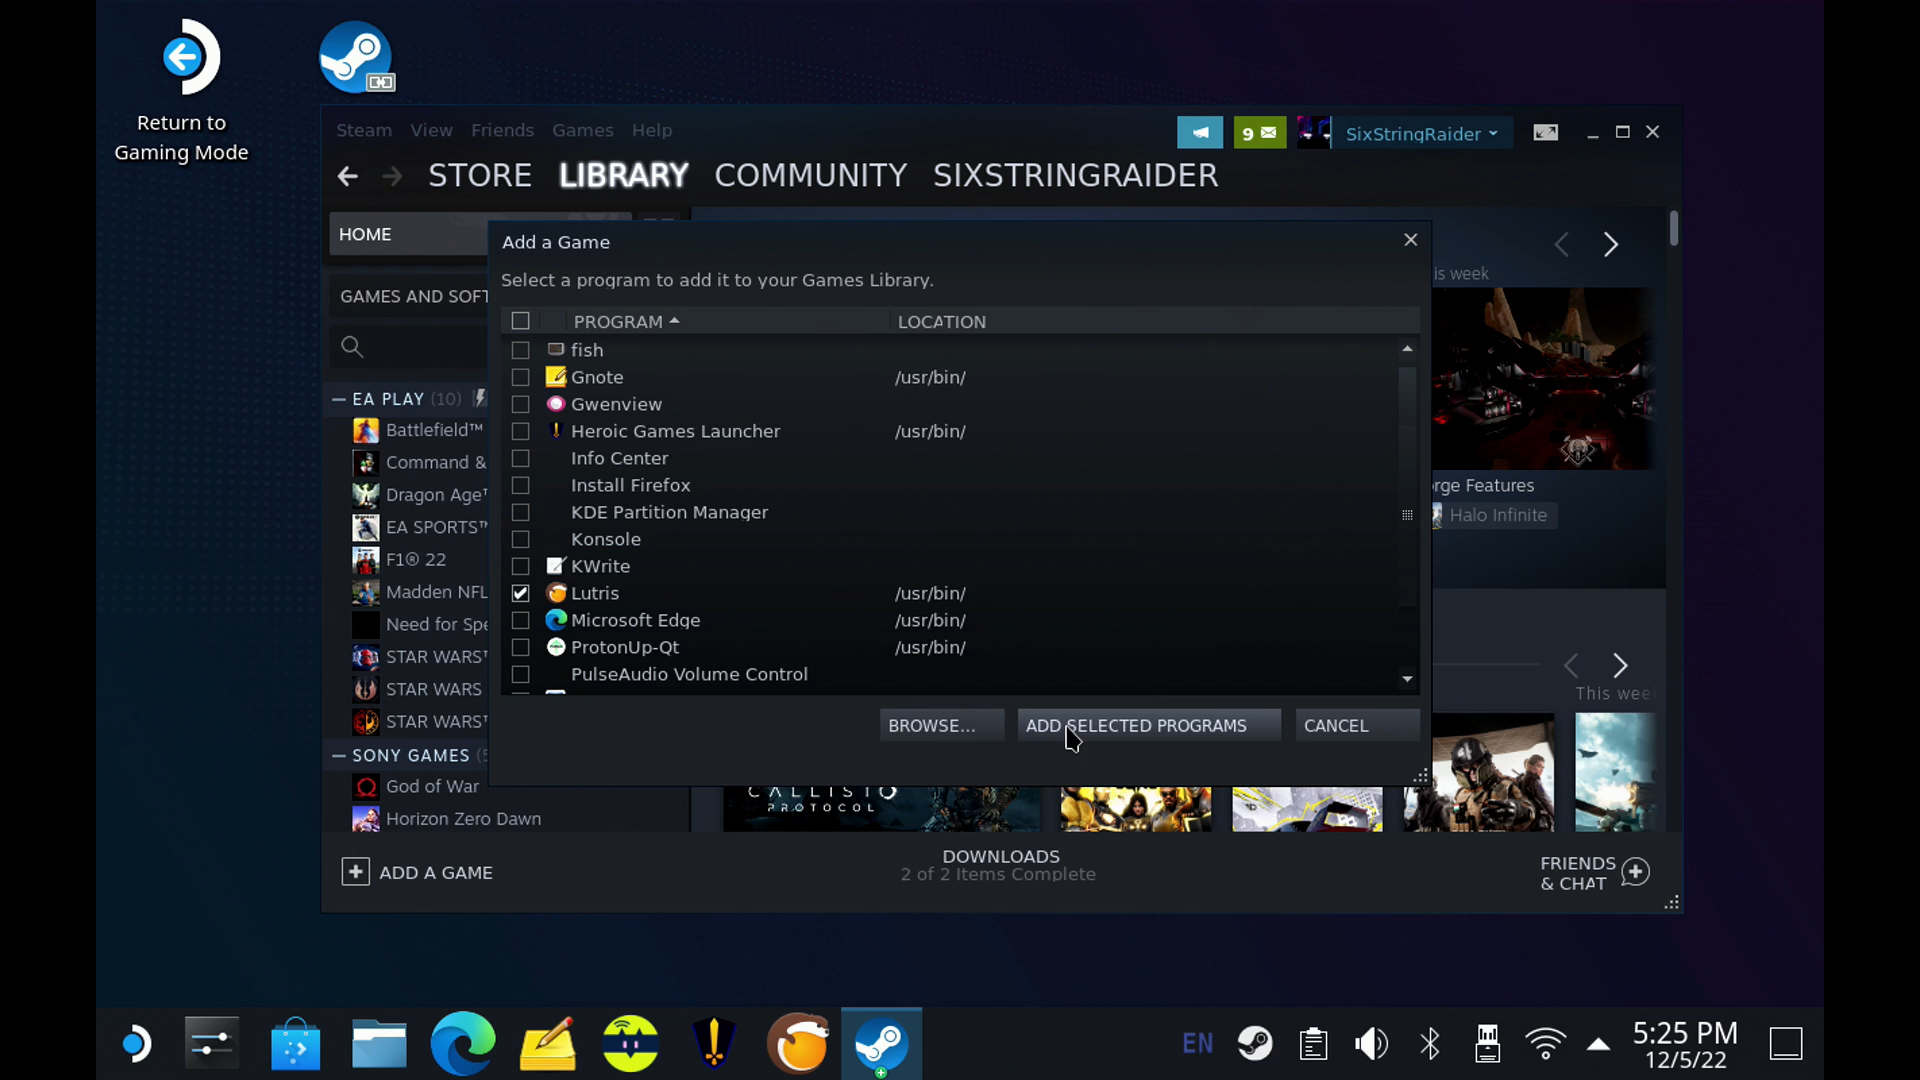 Return to
Gaming Mode
Steam View Friends Games Help
9
SixStringRaider
STORE LIBRARY COMMUNITY SIXSTRINGRAIDER
HOME
GAMES AND SOFT
EA PLAY (10)
Battlefield™
Command &
Dragon Age™
EA SPORTS™
F1® 22
Madden NFL
Need for Spe
STAR WARS™
STAR WARS
STAR WARS™
SONY GAMES
God of War
Horizon Zero Dawn
Add a Game
Select a program to add it to your Games Library.
PROGRAM LOCATION
fish
Gnote /usr/bin/
Gwenview
Heroic Games Launcher /usr/bin/
Info Center
Install Firefox
KDE Partition Manager
Konsole
KWrite
Lutris /usr/bin/
Microsoft Edge /usr/bin/
ProtonUp-Qt /usr/bin/
PulseAudio Volume Control
BROWSE... ADD SELECTED PROGRAMS CANCEL
is week
orge Features
Halo Infinite
This wee
CALLISTO
PROTOCOL
ADD A GAME
DOWNLOADS
2 of 2 Items Complete
FRIENDS
& CHAT
EN
5:25 PM
12/5/22